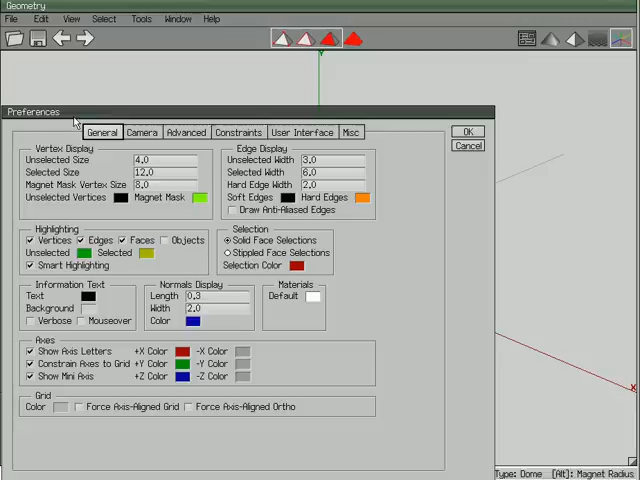 Geometry
File Edit View Select Tools Window Help
Y
Preferences
General Camera Advanced Constraints User Interface Misc
OK
Cancel
Vertex Display
Unselected Size 4.0
Selected Size 12.0
Magnet Mask Vertex Size 8.0
Unselected Vertices Magnet Mask
Edge Display
Unselected Width 3.0
Selected Width 6.0
Hard Edge Width 2.0
Soft Edges Hard Edges
Draw Anti-Aliased Edges
Highlighting
Vertices Edges Faces Objects
Unselected Selected
Smart Highlighting
Selection
Solid Face Selections
Stippled Face Selections
Selection Color
Information Text
Text
Background
Verbose Mouseover
Normals Display
Length 0.3
Width 2.0
Color
Materials
Default
Axes
Show Axis Letters +X Color -X Color
Constrain Axes to Grid +Y Color -Y Color
Show Mini Axis +Z Color -Z Color
Grid
Color Force Axis-Aligned Grid Force Axis-Aligned Ortho
X
Type: Dome [Alt]: Magnet Radius